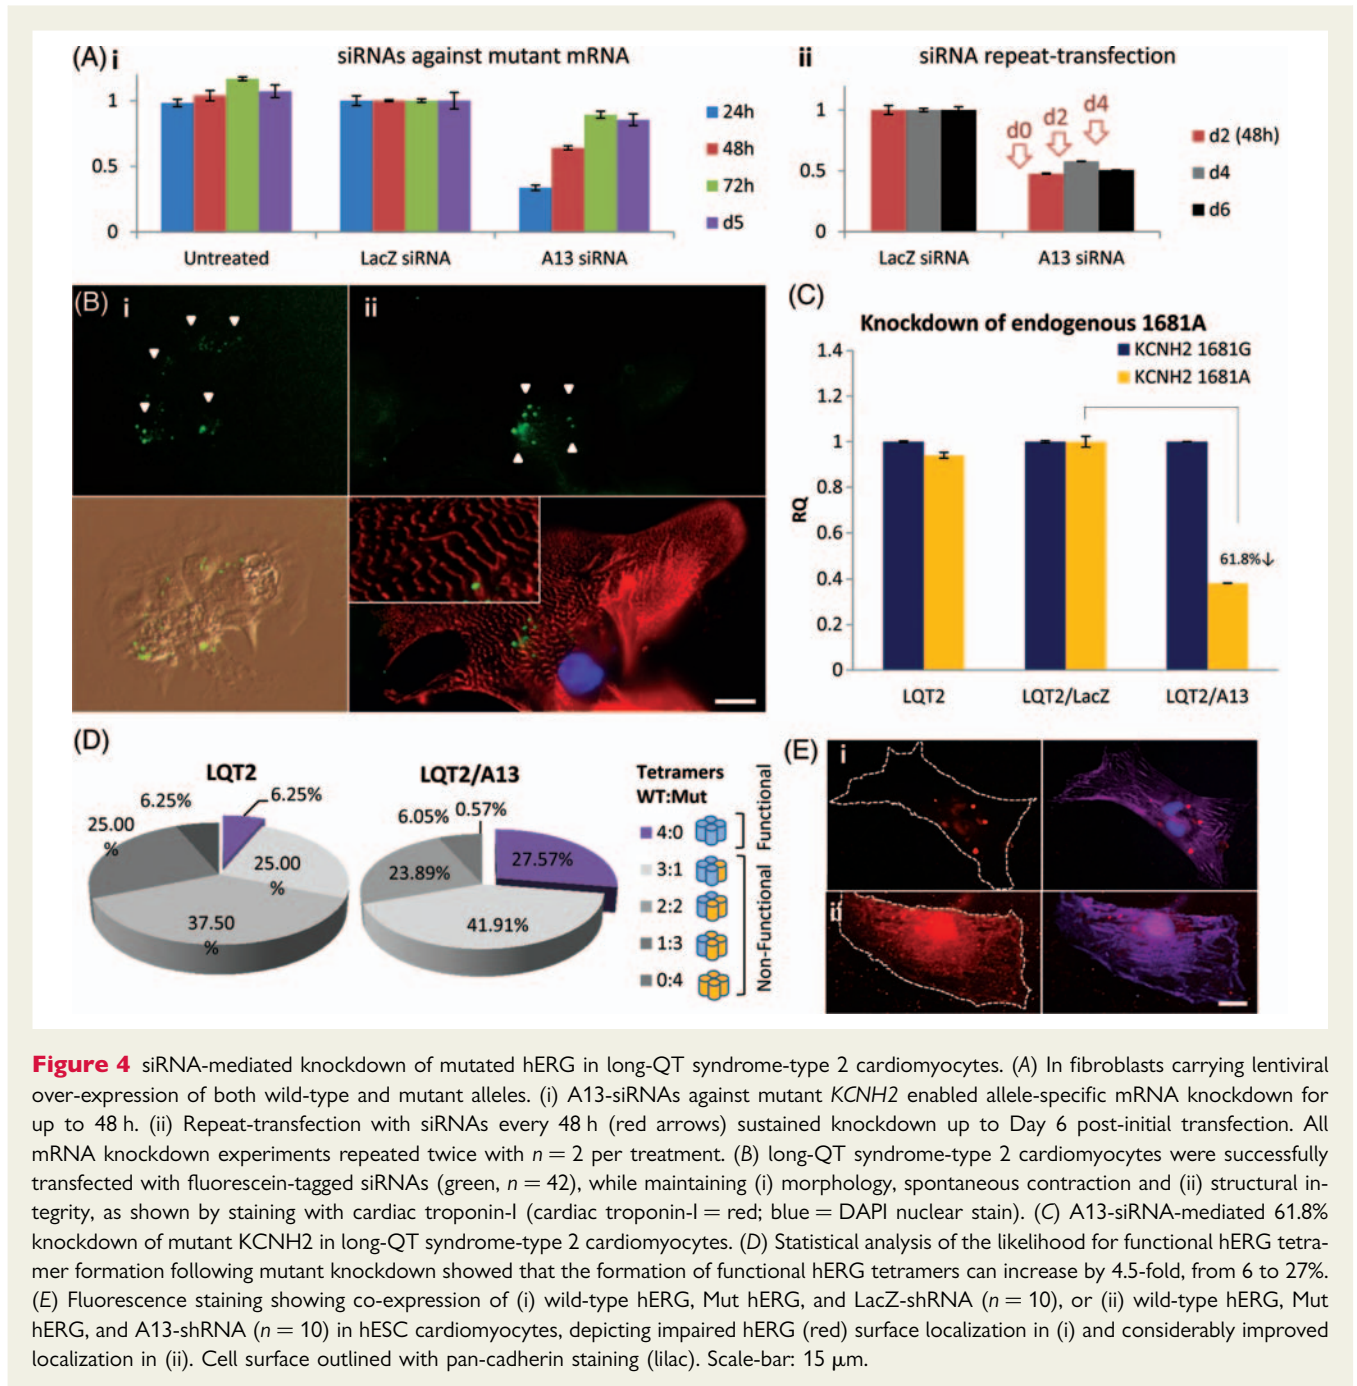 (A) i
siRNAs against mutant mRNA
1
0.5
0
Untreated
LacZ siRNA
A13 siRNA
24h
48h
72h
d5
ii
siRNA repeat-transfection
1
0.5
0
d0
d2
d4
LacZ siRNA
A13 siRNA
d2 (48h)
d4
d6
(B) i
ii
(C)
Knockdown of endogenous 1681A
KCNH2 1681G
KCNH2 1681A
RQ
1.4
1.2
1
0.8
0.6
0.4
0.2
0
61.8%↓
LQT2
LQT2/LacZ
LQT2/A13
(D)
LQT2
6.25%
6.25%
25.00
%
25.00
%
37.50
%
LQT2/A13
6.05%
0.57%
23.89%
27.57%
41.91%
Tetramers
WT:Mut
4:0
3:1
2:2
1:3
0:4
Functional
Non-Functional
(E) i
ii
Figure 4 siRNA-mediated knockdown of mutated hERG in long-QT syndrome-type 2 cardiomyocytes. (A) In fibroblasts carrying lentiviral
over-expression of both wild-type and mutant alleles. (i) A13-siRNAs against mutant KCNH2 enabled allele-specific mRNA knockdown for
up to 48 h. (ii) Repeat-transfection with siRNAs every 48 h (red arrows) sustained knockdown up to Day 6 post-initial transfection. All
mRNA knockdown experiments repeated twice with n = 2 per treatment. (B) long-QT syndrome-type 2 cardiomyocytes were successfully
transfected with fluorescein-tagged siRNAs (green, n = 42), while maintaining (i) morphology, spontaneous contraction and (ii) structural in-
tegrity, as shown by staining with cardiac troponin-I (cardiac troponin-I = red; blue = DAPI nuclear stain). (C) A13-siRNA-mediated 61.8%
knockdown of mutant KCNH2 in long-QT syndrome-type 2 cardiomyocytes. (D) Statistical analysis of the likelihood for functional hERG tetra-
mer formation following mutant knockdown showed that the formation of functional hERG tetramers can increase by 4.5-fold, from 6 to 27%.
(E) Fluorescence staining showing co-expression of (i) wild-type hERG, Mut hERG, and LacZ-shRNA (n = 10), or (ii) wild-type hERG, Mut
hERG, and A13-shRNA (n = 10) in hESC cardiomyocytes, depicting impaired hERG (red) surface localization in (i) and considerably improved
localization in (ii). Cell surface outlined with pan-cadherin staining (lilac). Scale-bar: 15 μm.